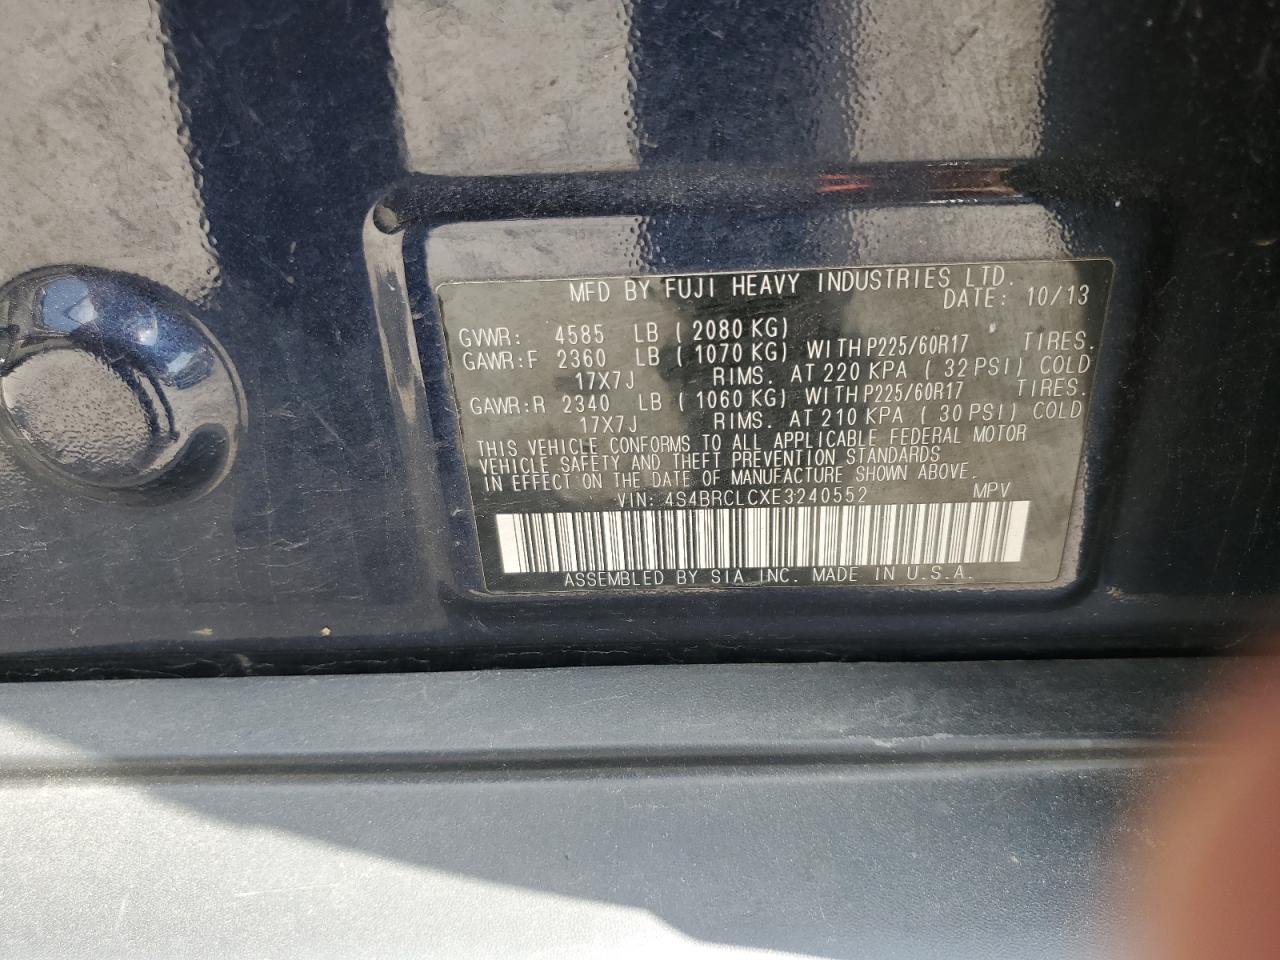 MFD BY FUJI HEAVY INDUSTRIES LTD.
DATE: 10/13
GVWR: 4585 LB ( 2080 KG)
GAWR:F 2360 LB ( 1070 KG) WITH P225/60R17 TIRES.
17X7J RIMS. AT 220 KPA ( 32 PSI) COLD
GAWR:R 2340 LB ( 1060 KG) WITH P225/60R17 TIRES.
17X7J RIMS. AT 210 KPA ( 30 PSI) COLD
THIS VEHICLE CONFORMS TO ALL APPLICABLE FEDERAL MOTOR
VEHICLE SAFETY AND THEFT PREVENTION STANDARDS
IN EFFECT ON THE DATE OF MANUFACTURE SHOWN ABOVE.
VIN: 4S4BRCLCXE3240552 MPV
ASSEMBLED BY SIA INC. MADE IN U.S.A.